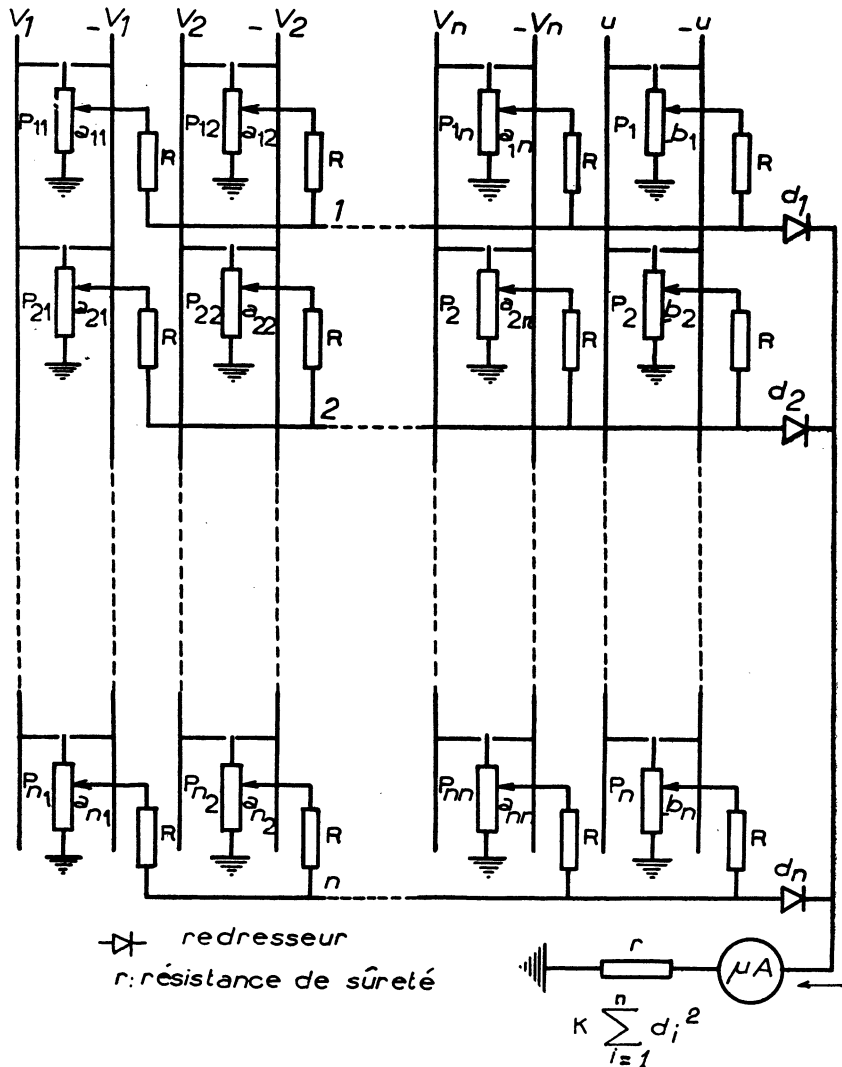 V1 -V1 V2 -V2 Vn -Vn u -u
P11 a11 R P12 a12 R P1n a1n R P1 b1 R
1 d1
P21 a21 R P22 a22 R P2 a2n R P2 b2 R
2 d2
Pn1 an1 R Pn2 an2 R Pnn ann R Pn bn R
n dn
redresseur
r: résistance de sûreté
r μA
K ∑ n i=1 di²